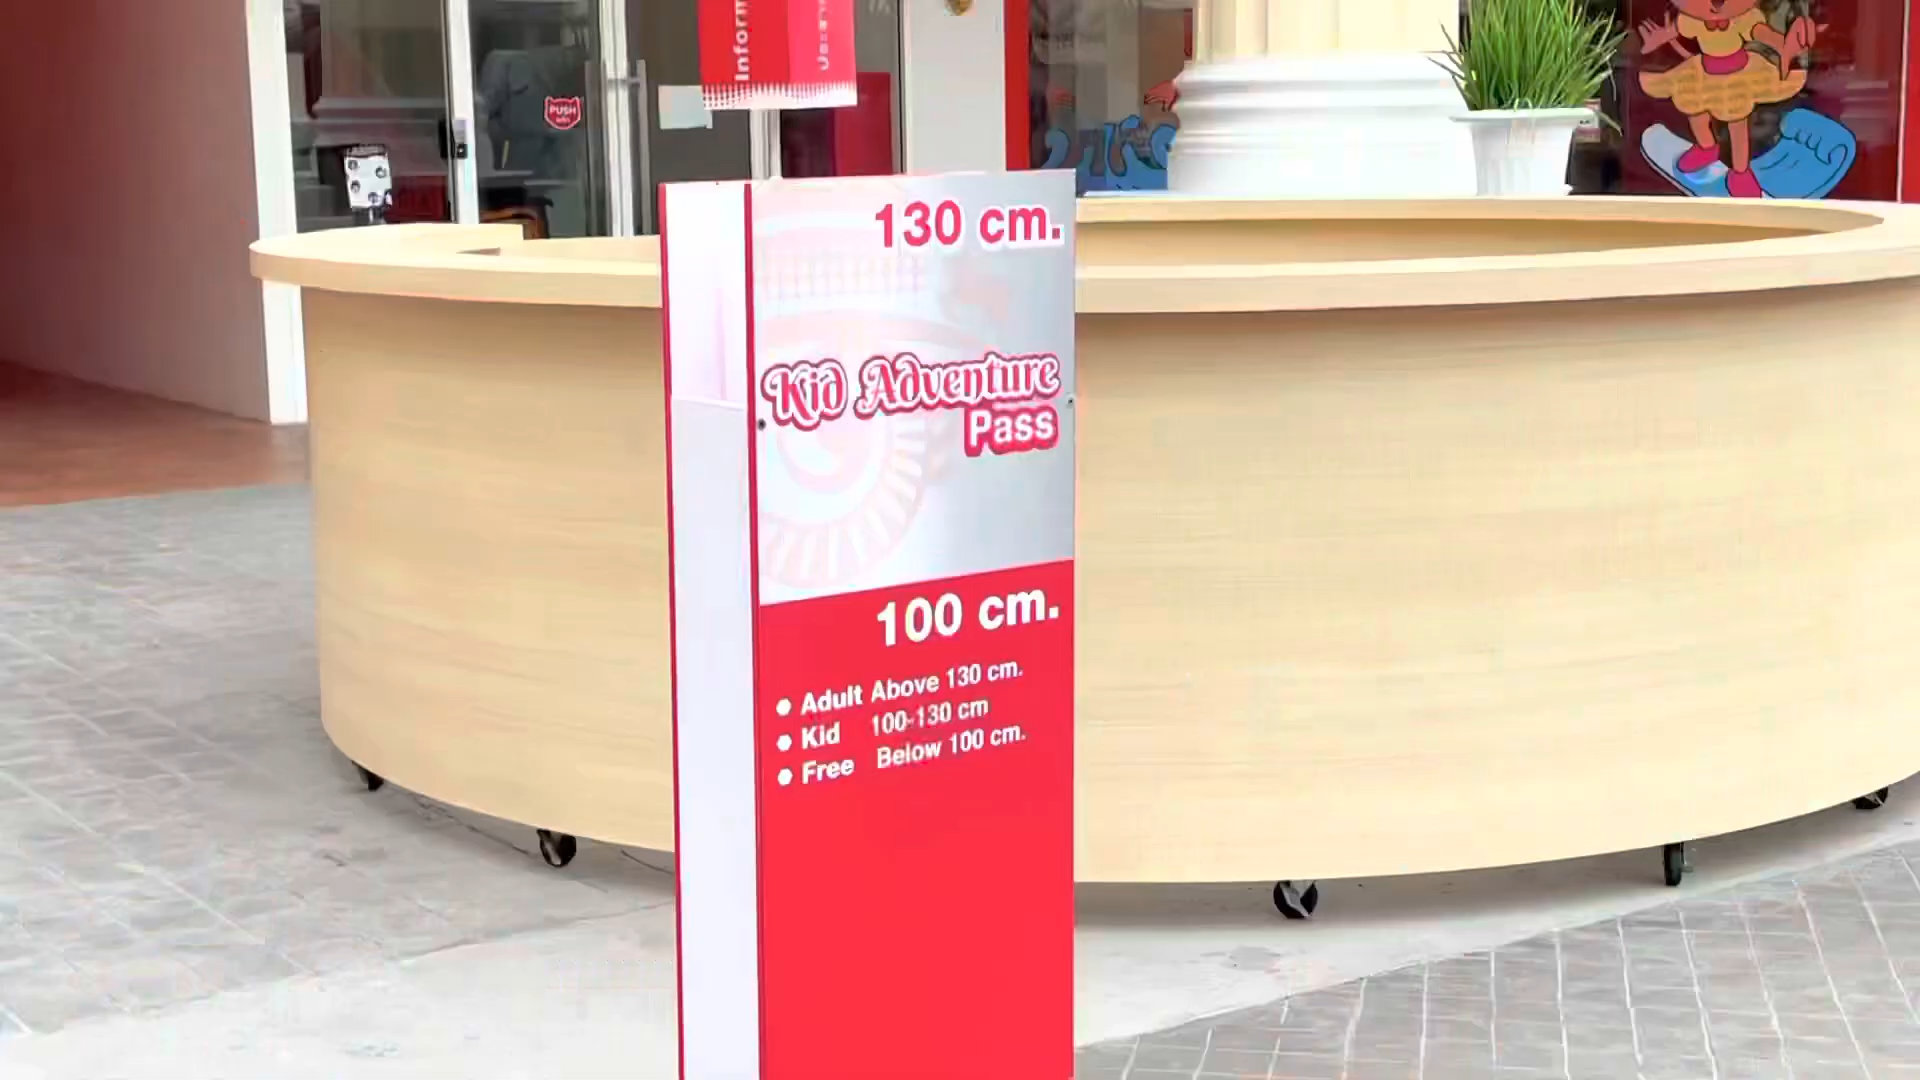 PUSH
130 cm.
Kid Adventure
Pass
100 cm.
● Adult Above 130 cm.
● Kid 100-130 cm
● Free Below 100 cm.